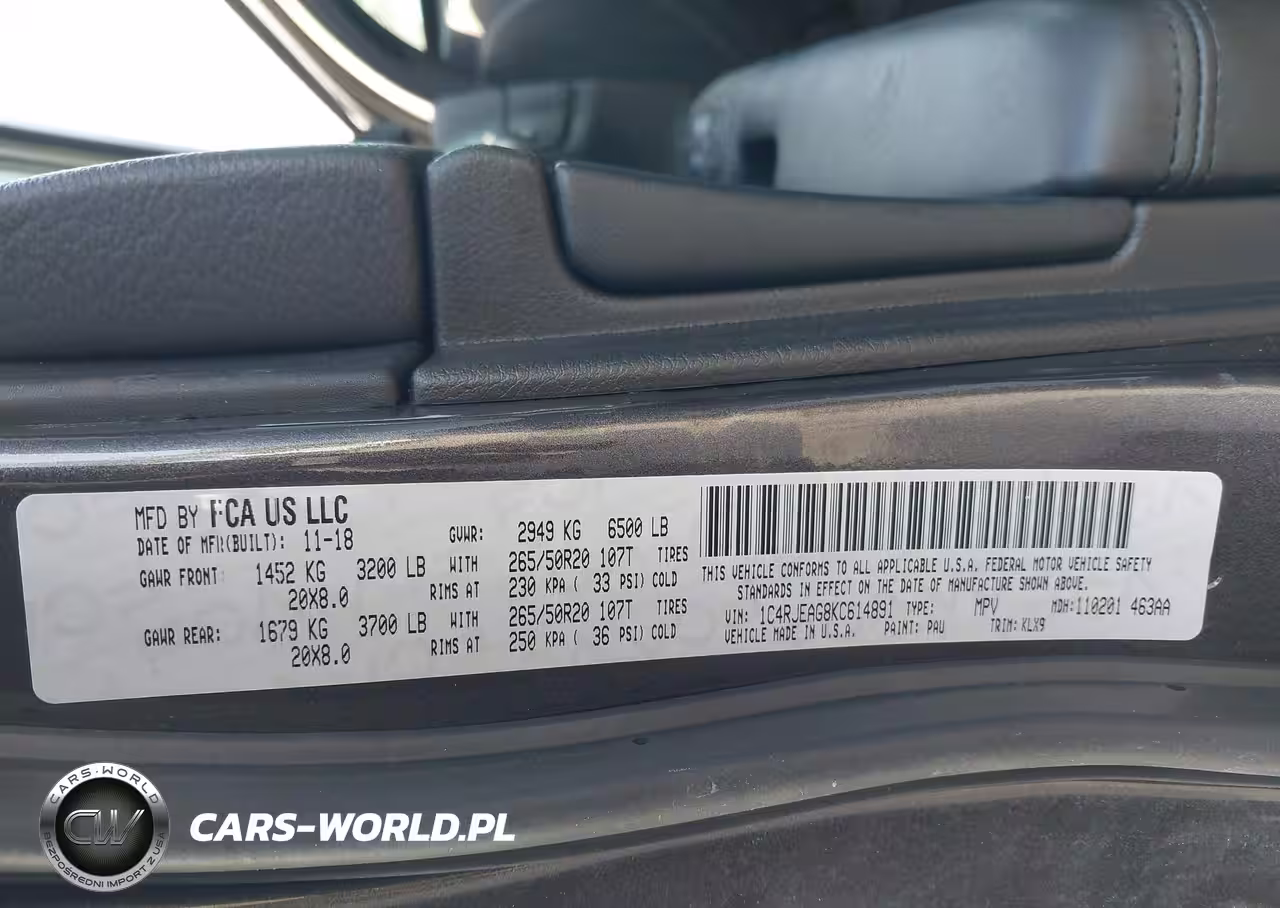 MFD BY FCA US LLC
DATE OF MFR(BUILT): 11-18
GVWR: 2949 KG 6500 LB
GAWR FRONT: 1452 KG 3200 LB WITH 265/50R20 107T TIRES
20X8.0 RIMS AT 230 KPA ( 33 PSI) COLD
GAWR REAR: 1679 KG 3700 LB WITH 265/50R20 107T TIRES
20X8.0 RIMS AT 250 KPA ( 36 PSI) COLD
THIS VEHICLE CONFORMS TO ALL APPLICABLE U.S.A. FEDERAL MOTOR VEHICLE SAFETY
STANDARDS IN EFFECT ON THE DATE OF MANUFACTURE SHOWN ABOVE.
VIN: 1C4RJEAG8KC614891 TYPE: MPV MDH:110201 463AA
VEHICLE MADE IN U.S.A. PAINT: PAU TRIM: KLX9
CARS-WORLD
CW
BEZPOŚREDNI IMPORT Z USA
CARS-WORLD.PL